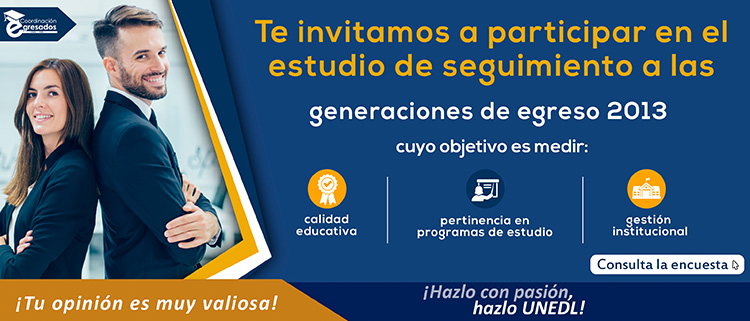 Coordinación
egresados
Te invitamos a participar en el
estudio de seguimiento a las
generaciones de egreso 2013
cuyo objetivo es medir:
calidad
educativa
pertinencia en
programas de estudio
gestión
institucional
Consulta la encuesta
¡Tu opinión es muy valiosa!
¡Hazlo con pasión,
hazlo UNEDL!